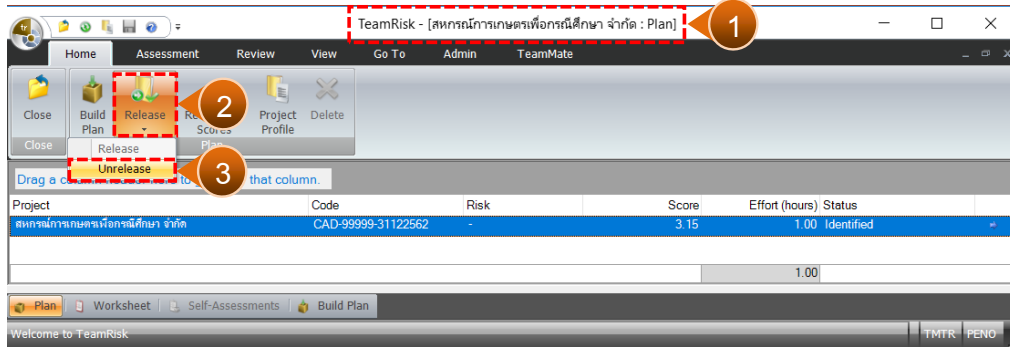 TeamRisk - [สหกรณ์การเกษตรเพื่อกรณีศึกษา จำกัด : Plan]
1
Home Assessment Review View Go To Admin TeamMate
Close Build Plan Release 2 Scores Project Profile Delete
Close Plan
Release
Unrelease
3
Drag a that column.
Project Code Risk Score Effort (hours) Status
สหกรณ์การเกษตรเพื่อกรณีศึกษา จำกัด CAD-99999-31122562 - 3.15 1.00 Identified
1.00
Plan Worksheet Self-Assessments Build Plan
Welcome to TeamRisk TMTR PENO